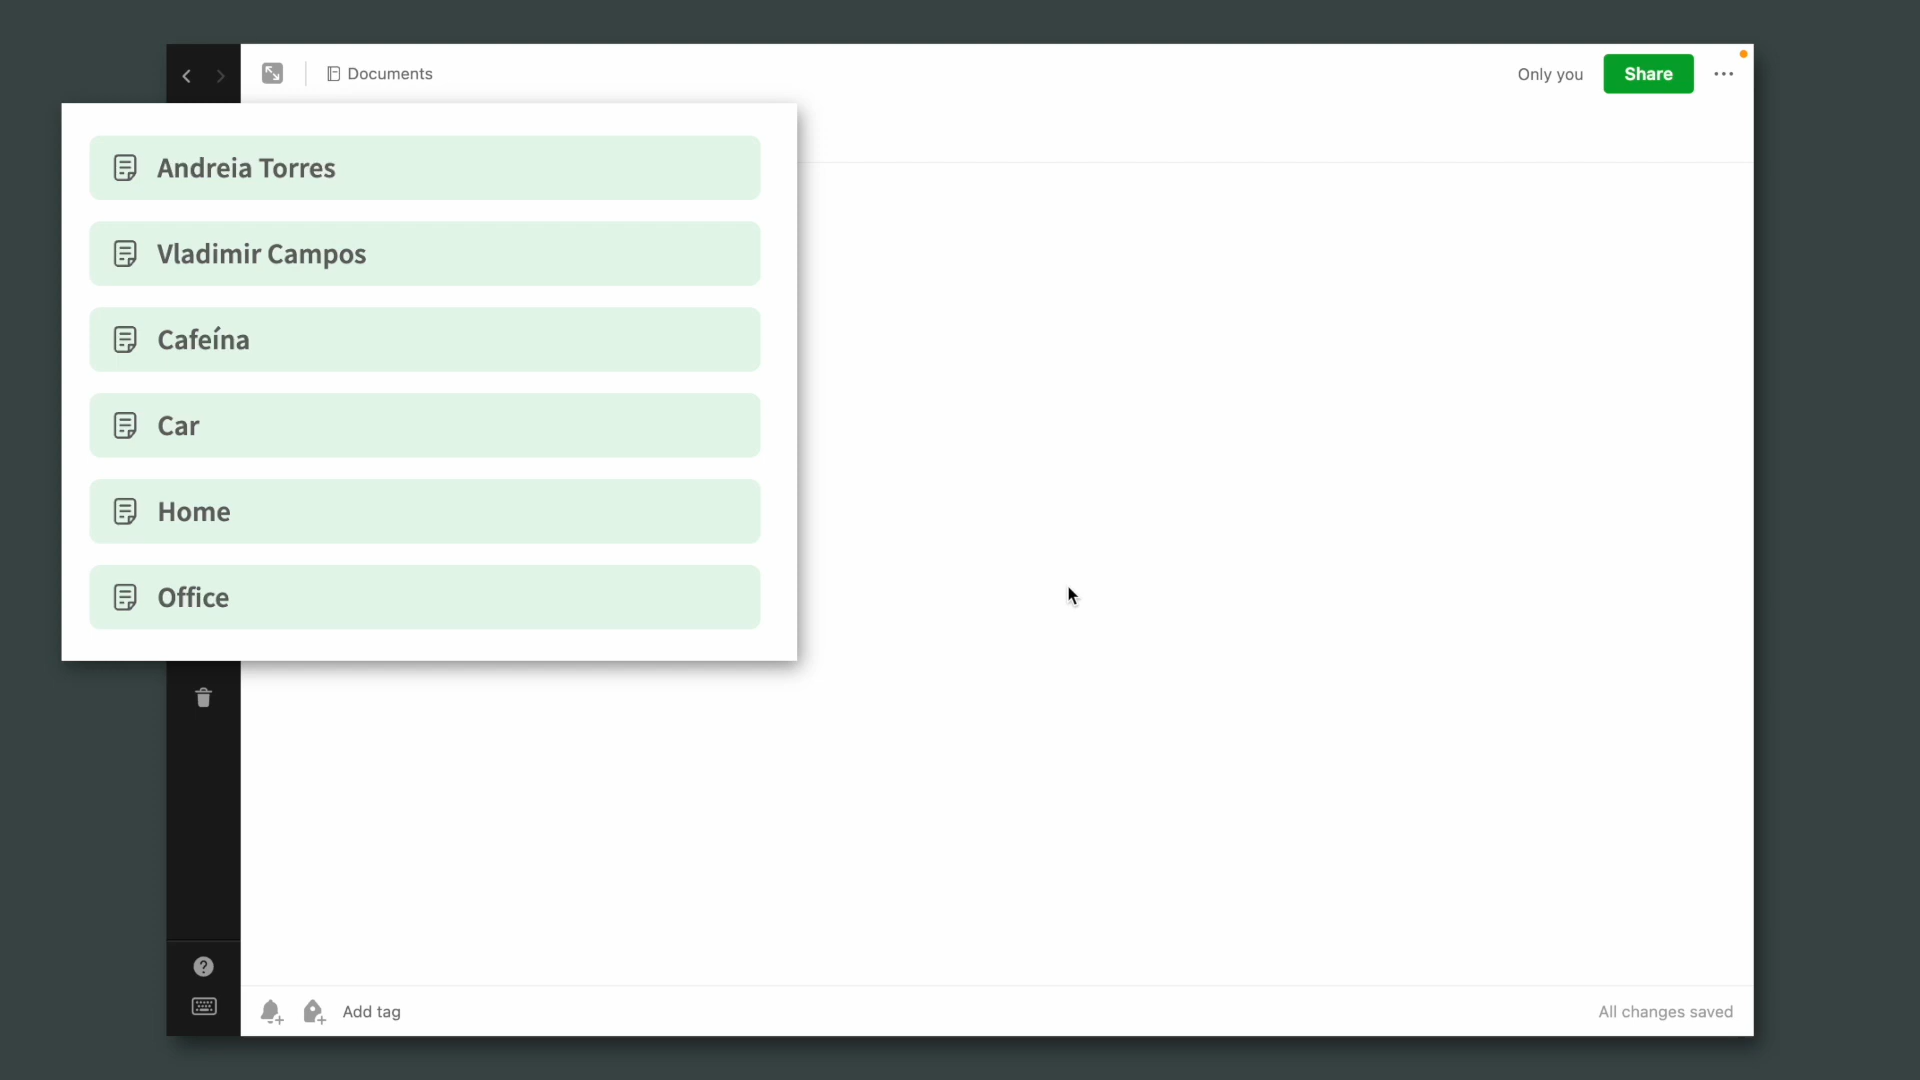 Documents
Only you
Share
Andreia Torres
Vladimir Campos
Cafeína
Car
Home
Office
Add tag
All changes saved